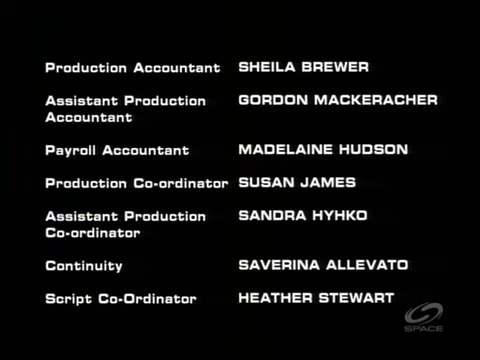 Production Accountant SHEILA BREWER
Assistant Production GORDON MACKERACHER
Accountant
Payroll Accountant MADELAINE HUDSON
Production Co-ordinator SUSAN JAMES
Assistant Production SANDRA HYHKO
Co-ordinator
Continuity SAVERINA ALLEVATO
Script Co-Ordinator HEATHER STEWART
SPACE